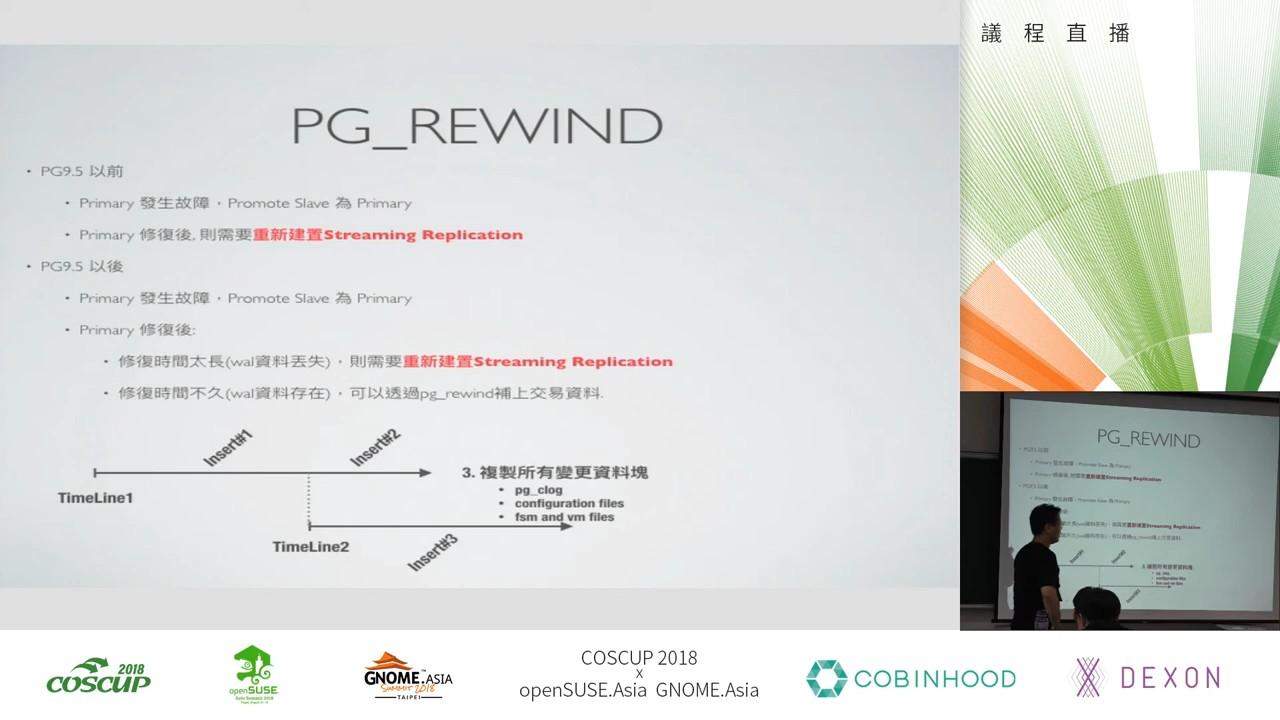 議 程 直 播
PG_REWIND
• PG9.5 以前
• Primary 發生故障，Promote Slave 為 Primary
• Primary 修復後, 則需要重新建置Streaming Replication
• PG9.5 以後
• Primary 發生故障，Promote Slave 為 Primary
• Primary 修復後:
• 修復時間太長(wal資料丟失)，則需要重新建置Streaming Replication
• 修復時間不久(wal資料存在)，可以透過pg_rewind補上交易資料.
Insert#1
Insert#2
3. 複製所有變更資料塊
• pg_clog
• configuration files
• fsm and vm files
TimeLine1
TimeLine2
Insert#3
PG_REWIND
COSCUP 2018
openSUSE
Asia Summit 2018
GNOME.ASIA
Summit 2018
TAIPEI
COSCUP 2018
x
openSUSE.Asia GNOME.Asia
COBINHOOD
DEXON